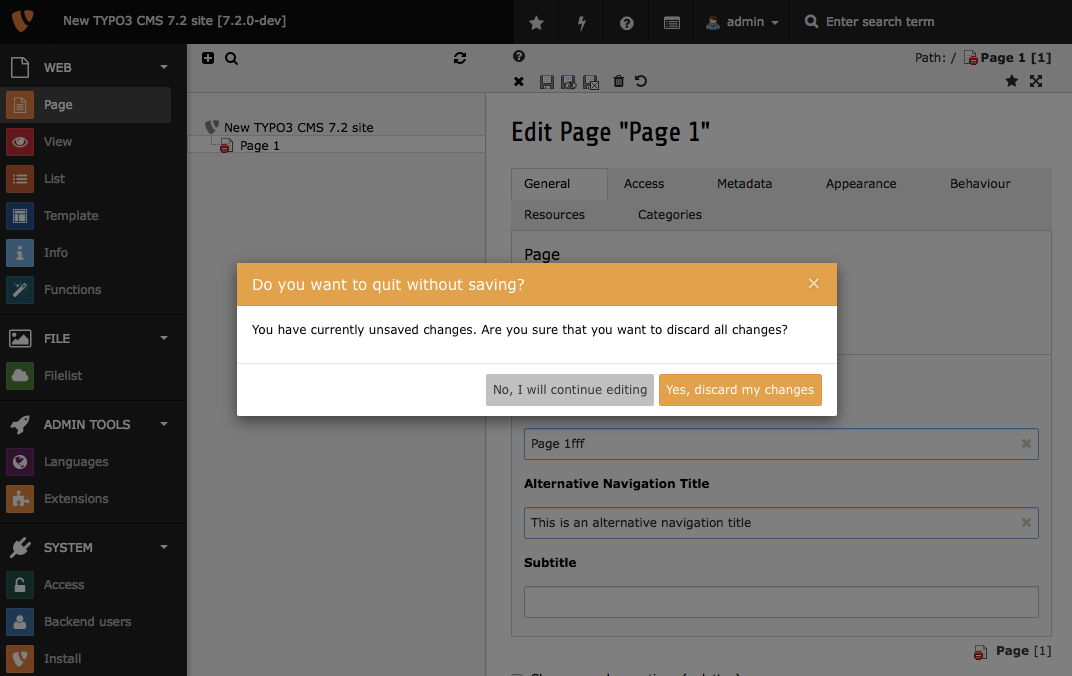 New TYPO3 CMS 7.2 site [7.2.0-dev]
admin
Enter search term
WEB
Page
View
List
Template
Info
Functions
FILE
Filelist
ADMIN TOOLS
Languages
Extensions
SYSTEM
Access
Backend users
Install
New TYPO3 CMS 7.2 site
Page 1
Path: / Page 1 [1]
Edit Page "Page 1"
General Access Metadata Appearance Behaviour
Resources Categories
Page
Do you want to quit without saving?
You have currently unsaved changes. Are you sure that you want to discard all changes?
No, I will continue editing Yes, discard my changes
Page 1fff
Alternative Navigation Title
This is an alternative navigation title
Subtitle
Page [1]